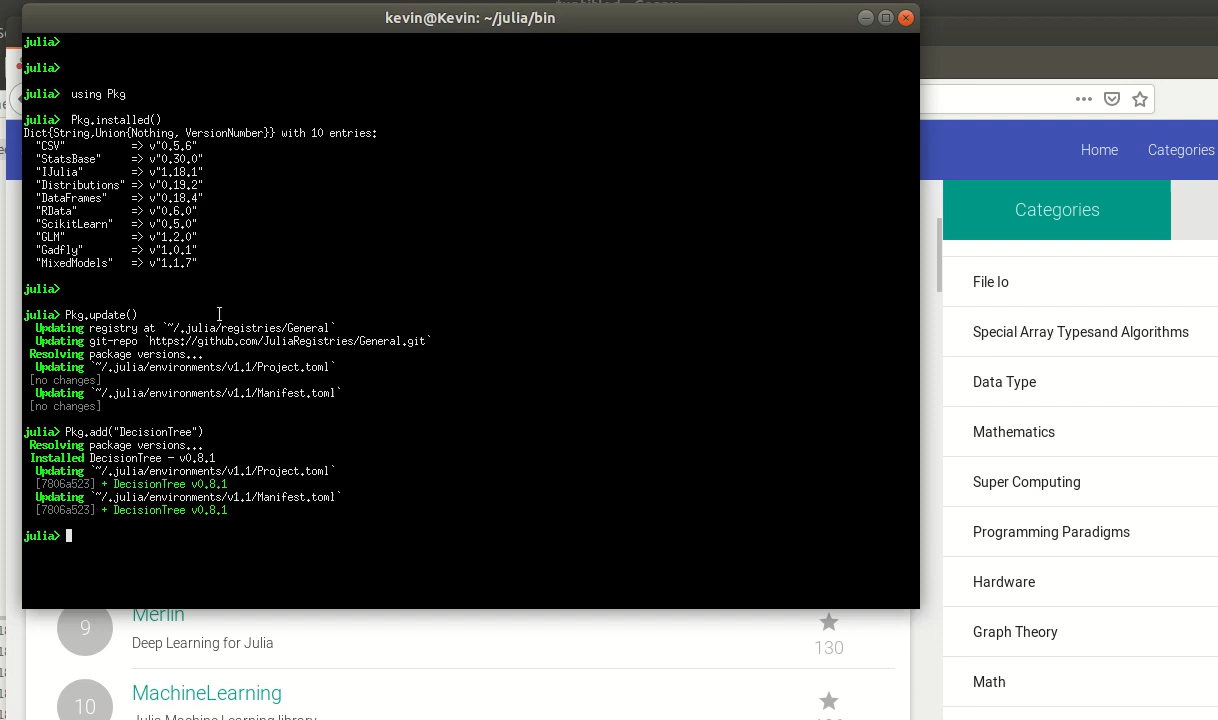 kevin@Kevin: ~/julia/bin
julia>
julia>
julia> using Pkg
julia> Pkg.installed()
Dict{String,Union{Nothing, VersionNumber}} with 10 entries:
"CSV" => v"0.5.6"
"StatsBase" => v"0.30.0"
"IJulia" => v"1.18.1"
"Distributions" => v"0.19.2"
"DataFrames" => v"0.18.4"
"RData" => v"0.6.0"
"ScikitLearn" => v"0.5.0"
"GLM" => v"1.2.0"
"Gadfly" => v"1.0.1"
"MixedModels" => v"1.1.7"
julia>
julia> Pkg.update()
Updating registry at `~/.julia/registries/General`
Updating git-repo `https://github.com/JuliaRegistries/General.git`
Resolving package versions...
Updating `~/.julia/environments/v1.1/Project.toml`
[no changes]
Updating `~/.julia/environments/v1.1/Manifest.toml`
[no changes]
julia> Pkg.add("DecisionTree")
Resolving package versions...
Installed DecisionTree — v0.8.1
Updating `~/.julia/environments/v1.1/Project.toml`
[7806a523] + DecisionTree v0.8.1
Updating `~/.julia/environments/v1.1/Manifest.toml`
[7806a523] + DecisionTree v0.8.1
julia>
Home Categories
Categories
File Io
Special Array Typesand Algorithms
Data Type
Mathematics
Super Computing
Programming Paradigms
Hardware
Graph Theory
Math
9 Merlin
Deep Learning for Julia
130
10 MachineLearning
Julia Machine Learning library